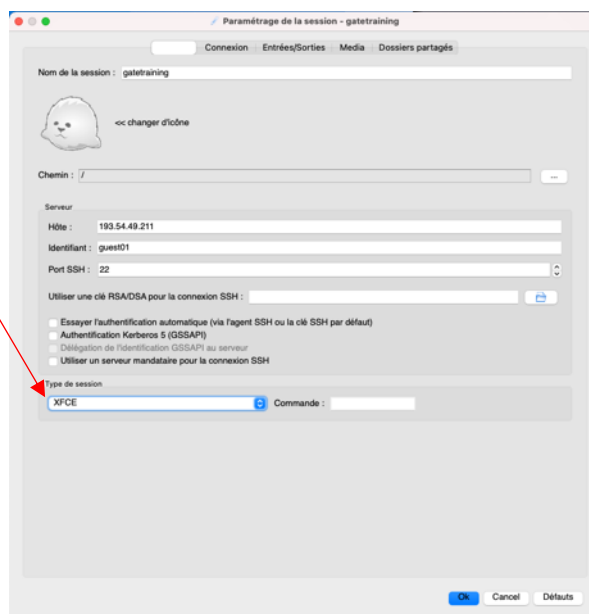 Paramétrage de la session - gatetraining
Connexion Entrées/Sorties Media Dossiers partagés
Nom de la session : gatetraining
<< changer d'icône
Chemin : / ...
Serveur
Hôte : 193.54.49.211
Identifiant : guest01
Port SSH : 22
Utiliser une clé RSA/DSA pour la connexion SSH :
Essayer l'authentification automatique (via l'agent SSH ou la clé SSH par défaut)
Authentification Kerberos 5 (GSSAPI)
Délégation de l'identification GSSAPI au serveur
Utiliser un serveur mandataire pour la connexion SSH
Type de session
XFCE Commande :
Ok Cancel Défauts